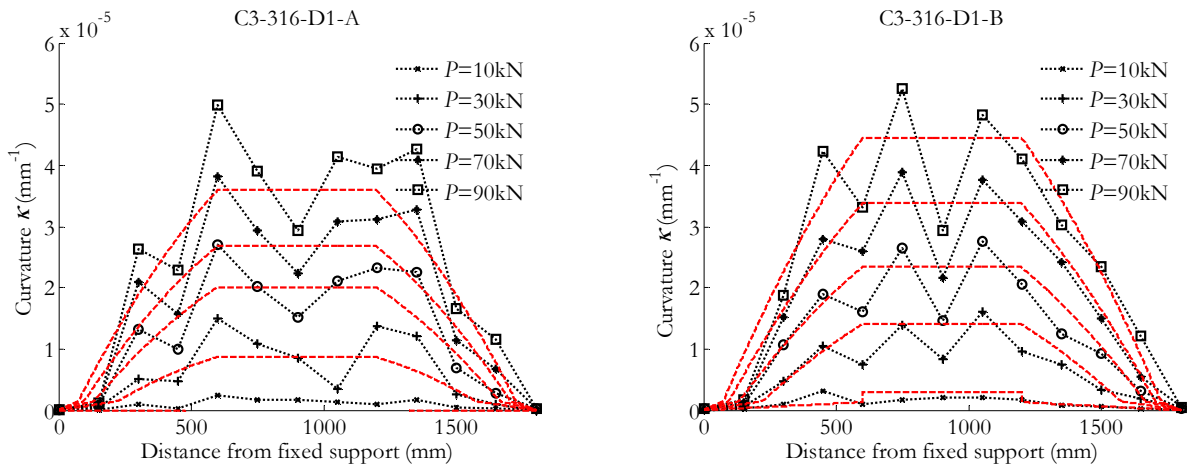 C3-316-D1-A
6 x 10^-5
P=10kN
P=30kN
P=50kN
P=70kN
P=90kN
5
4
3
2
1
0
Curvature κ (mm^-1)
0 500 1000 1500
Distance from fixed support (mm)
C3-316-D1-B
6 x 10^-5
P=10kN
P=30kN
P=50kN
P=70kN
P=90kN
5
4
3
2
1
0
Curvature κ (mm^-1)
0 500 1000 1500
Distance from fixed support (mm)